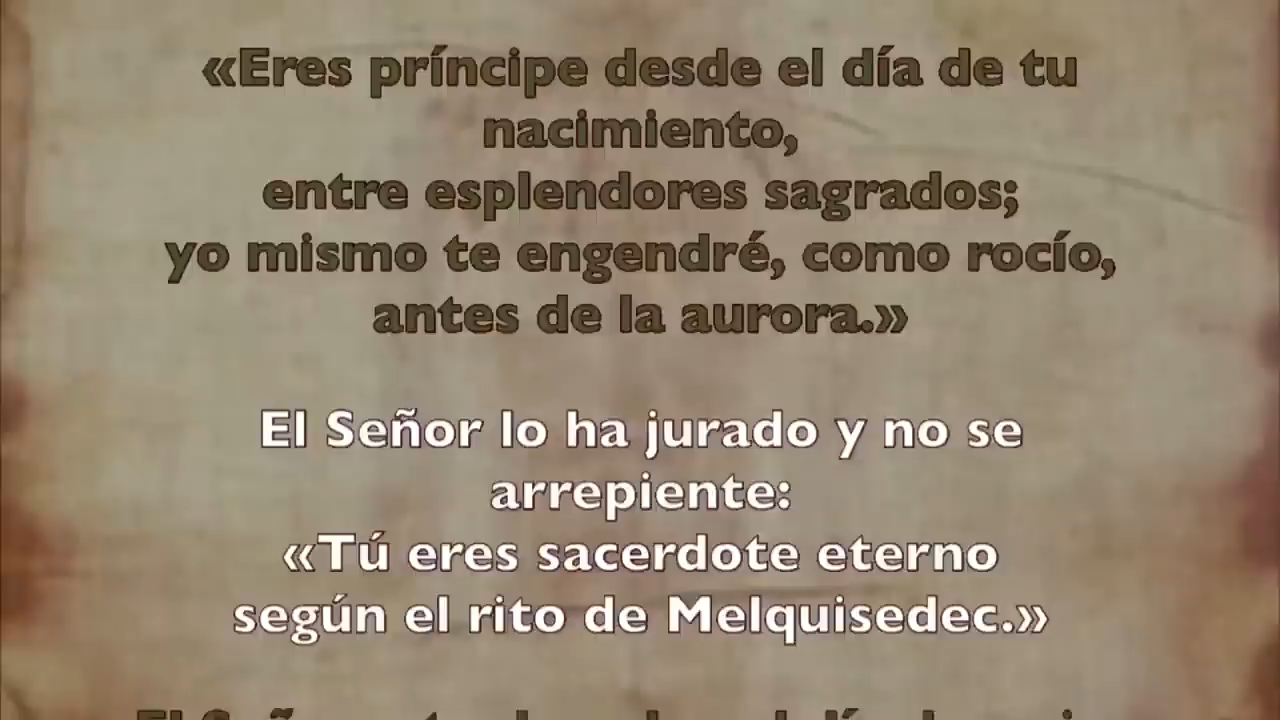 «Eres príncipe desde el día de tu
nacimiento,
entre esplendores sagrados;
yo mismo te engendré, como rocío,
antes de la aurora.»
El Señor lo ha jurado y no se
arrepiente:
«Tú eres sacerdote eterno
según el rito de Melquisedec.»
El Señor